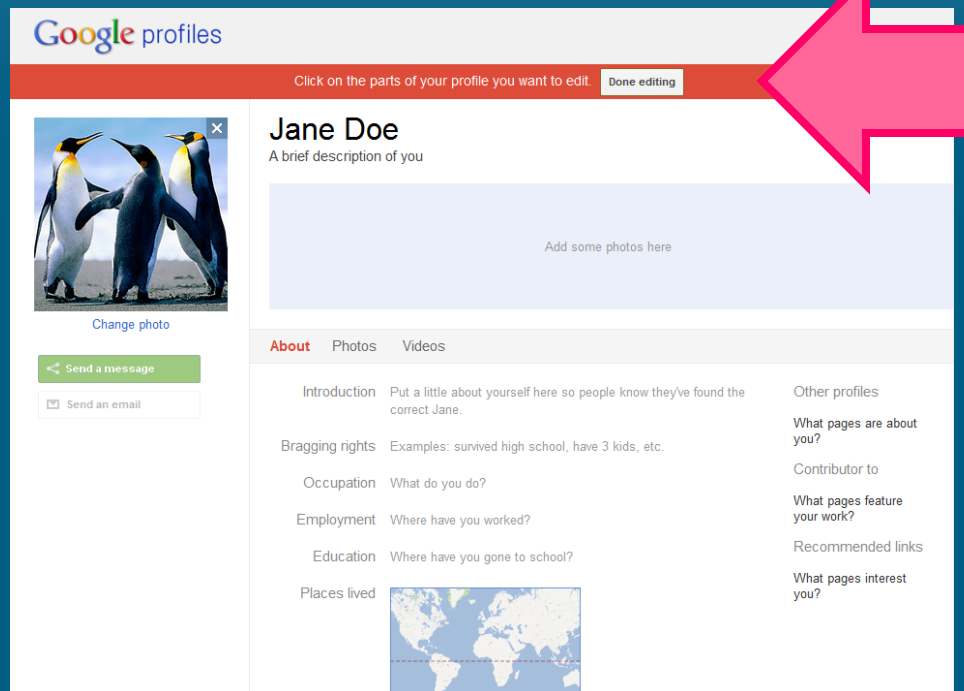 Google profiles
Click on the parts of your profile you want to edit. Done editing
Jane Doe
A brief description of you
Add some photos here
Change photo
Send a message
Send an email
About Photos Videos
Introduction Put a little about yourself here so people know they've found the
correct Jane.
Bragging rights Examples: survived high school, have 3 kids, etc.
Occupation What do you do?
Employment Where have you worked?
Education Where have you gone to school?
Places lived
Other profiles
What pages are about
you?
Contributor to
What pages feature
your work?
Recommended links
What pages interest
you?